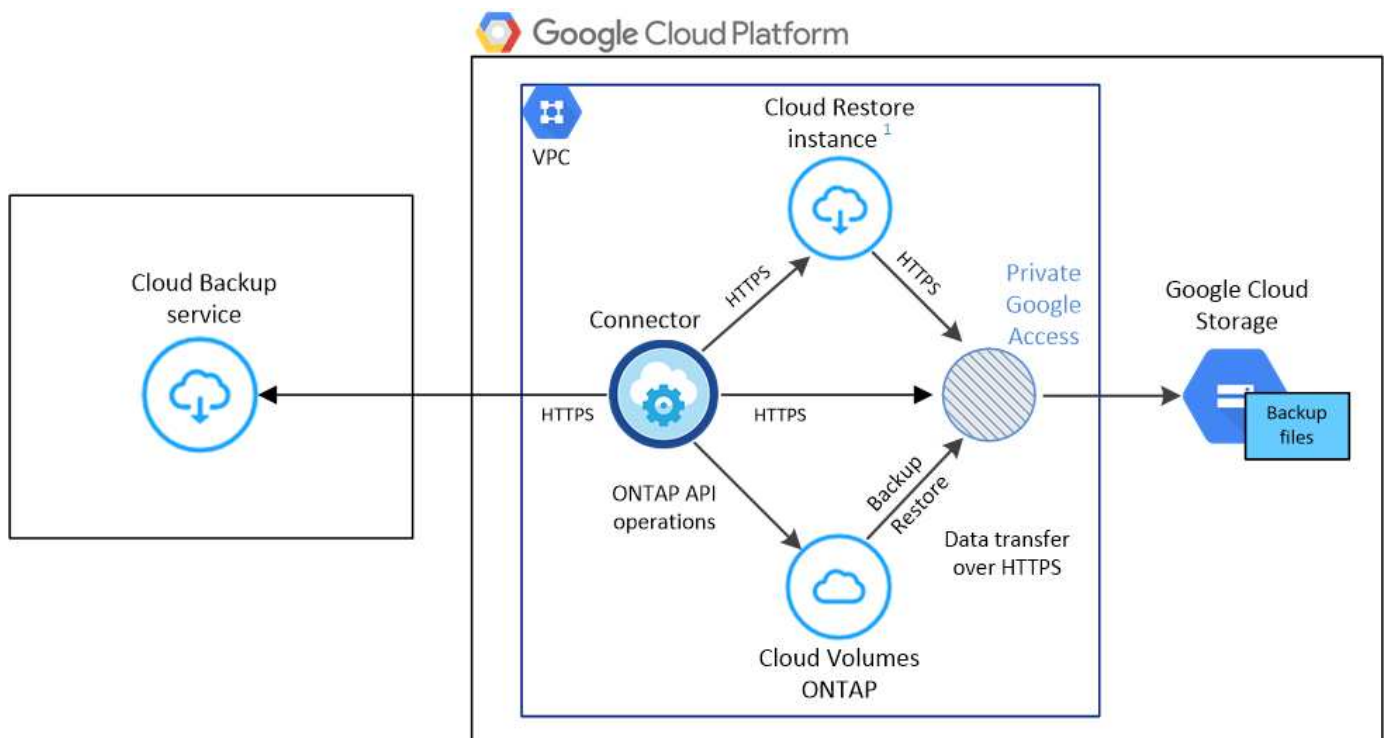 Google Cloud Platform
VPC
Cloud Restore
instance 1
HTTPS
HTTPS
Private
Google
Access
Cloud Backup
service
Connector
Google Cloud
Storage
HTTPS
HTTPS
Backup
files
ONTAP API
operations
Backup
Restore
Data transfer
over HTTPS
Cloud Volumes
ONTAP